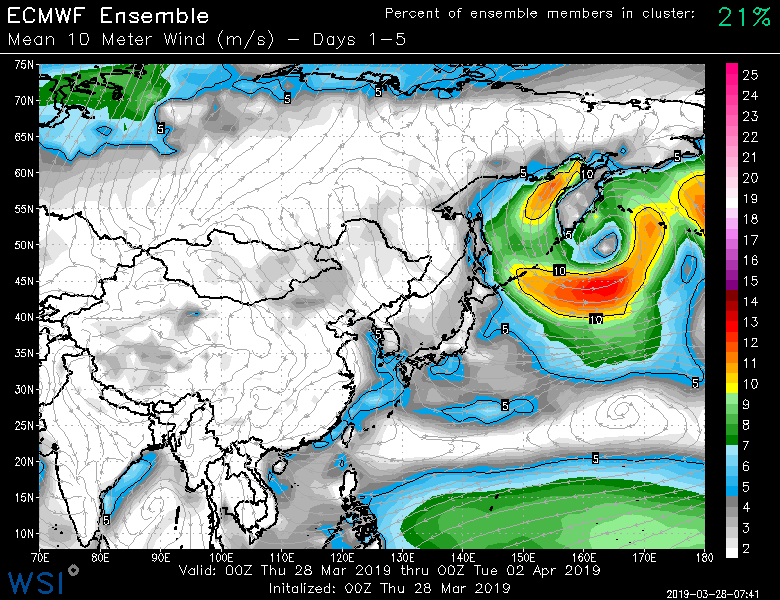 ECMWF Ensemble
Percent of ensemble members in cluster: 21%
Mean 10 Meter Wind (m/s) – Days 1–5
75N
70N
65N
60N
55N
50N
45N
40N
35N
30N
25N
20N
15N
10N
5
5
5
5
5
10
5
10
10
5
5
5
5
5
5
70E 80E 90E 100E 110E 120E 130E 140E 150E 160E 170E 180
25
24
23
22
21
20
19
18
17
16
15
14
13
12
11
10
9
8
7
6
5
4
3
2
Valid: 00Z Thu 28 Mar 2019 thru 00Z Tue 02 Apr 2019
Initalized: 00Z Thu 28 Mar 2019
WSI
2019-03-28-07:41